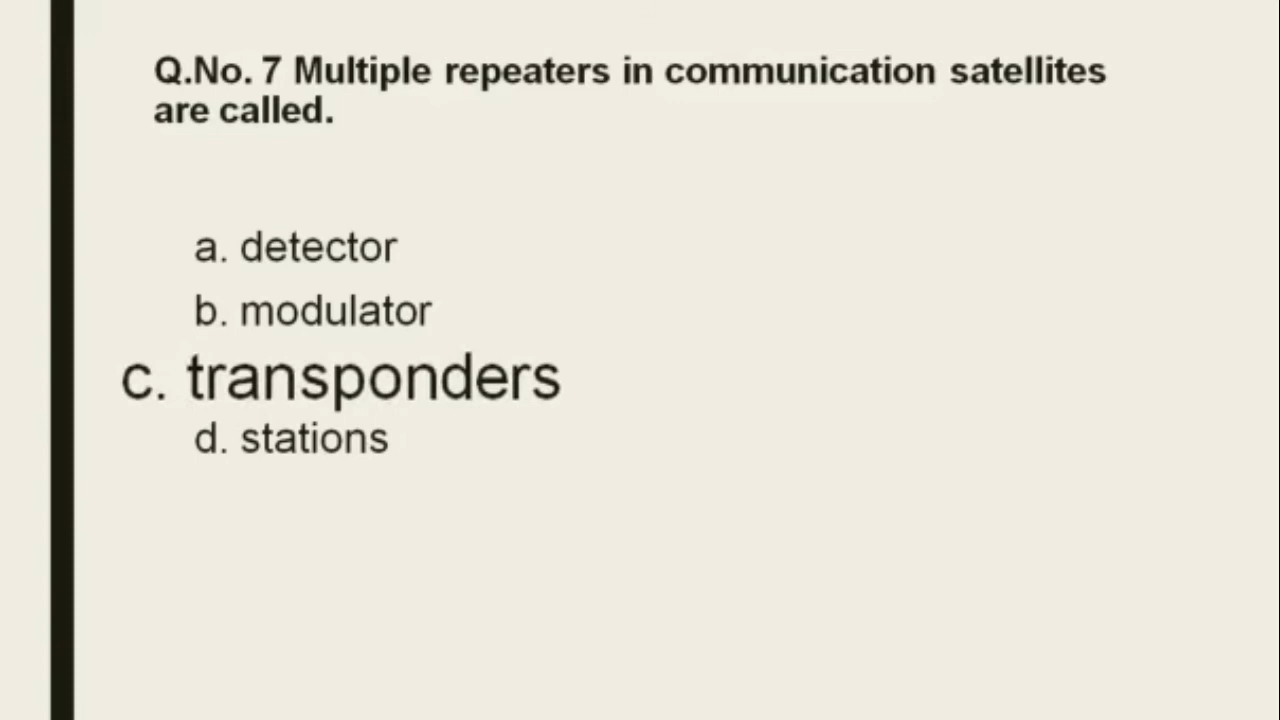 Q.No. 7 Multiple repeaters in communication satellites
are called.
a. detector
b. modulator
c. transponders
d. stations